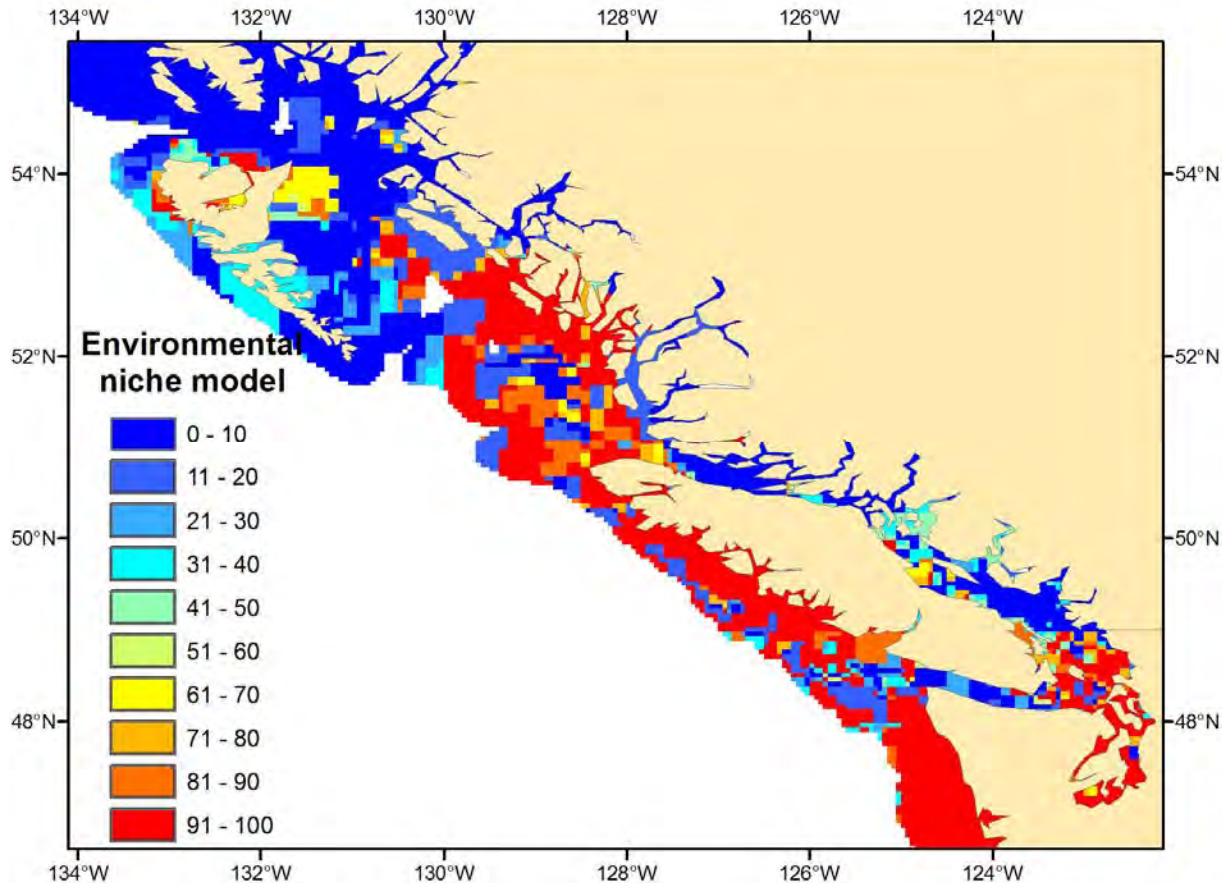 134°W 132°W 130°W 128°W 126°W 124°W
54°N 54°N
52°N 52°N
Environmental
niche model
0 - 10
11 - 20
21 - 30
31 - 40
41 - 50
51 - 60
61 - 70
71 - 80
81 - 90
91 - 100
50°N 50°N
48°N 48°N
134°W 132°W 130°W 128°W 126°W 124°W